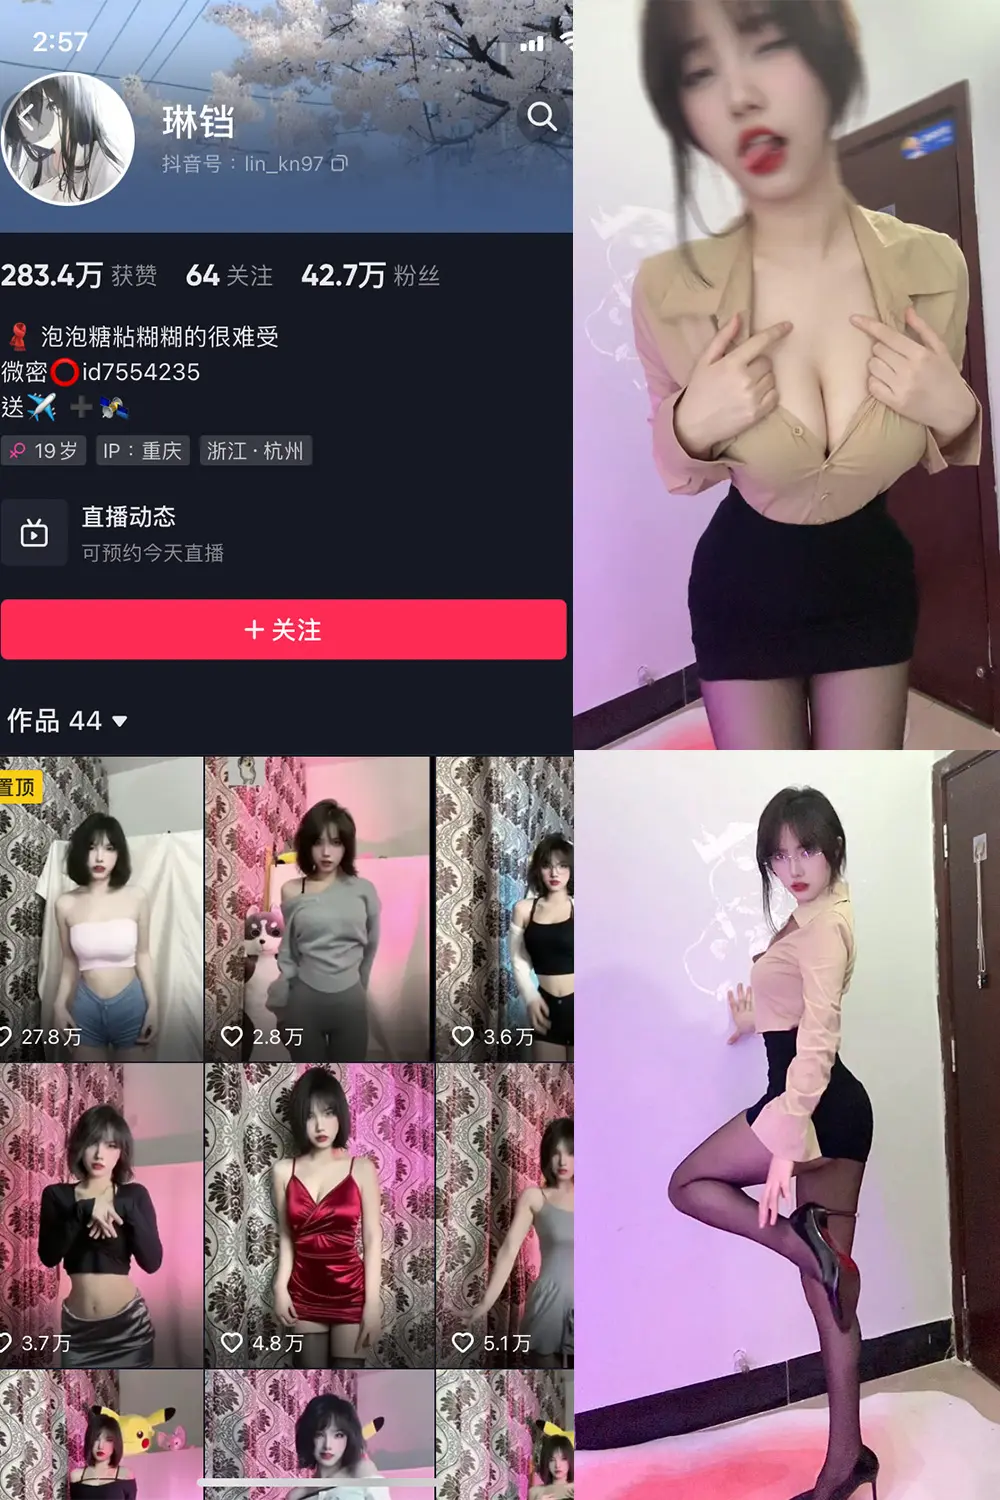 2:57
琳铛
抖音号：lin_kn97
283.4万 获赞 64 关注 42.7万 粉丝
泡泡糖粘糊糊的很难受
微密⭕id7554235
送✈️➕🛰️
♀ 19岁 IP：重庆 浙江·杭州
直播动态
可预约今天直播
＋关注
作品 44
置顶
27.8万 2.8万 3.6万
3.7万 4.8万 5.1万